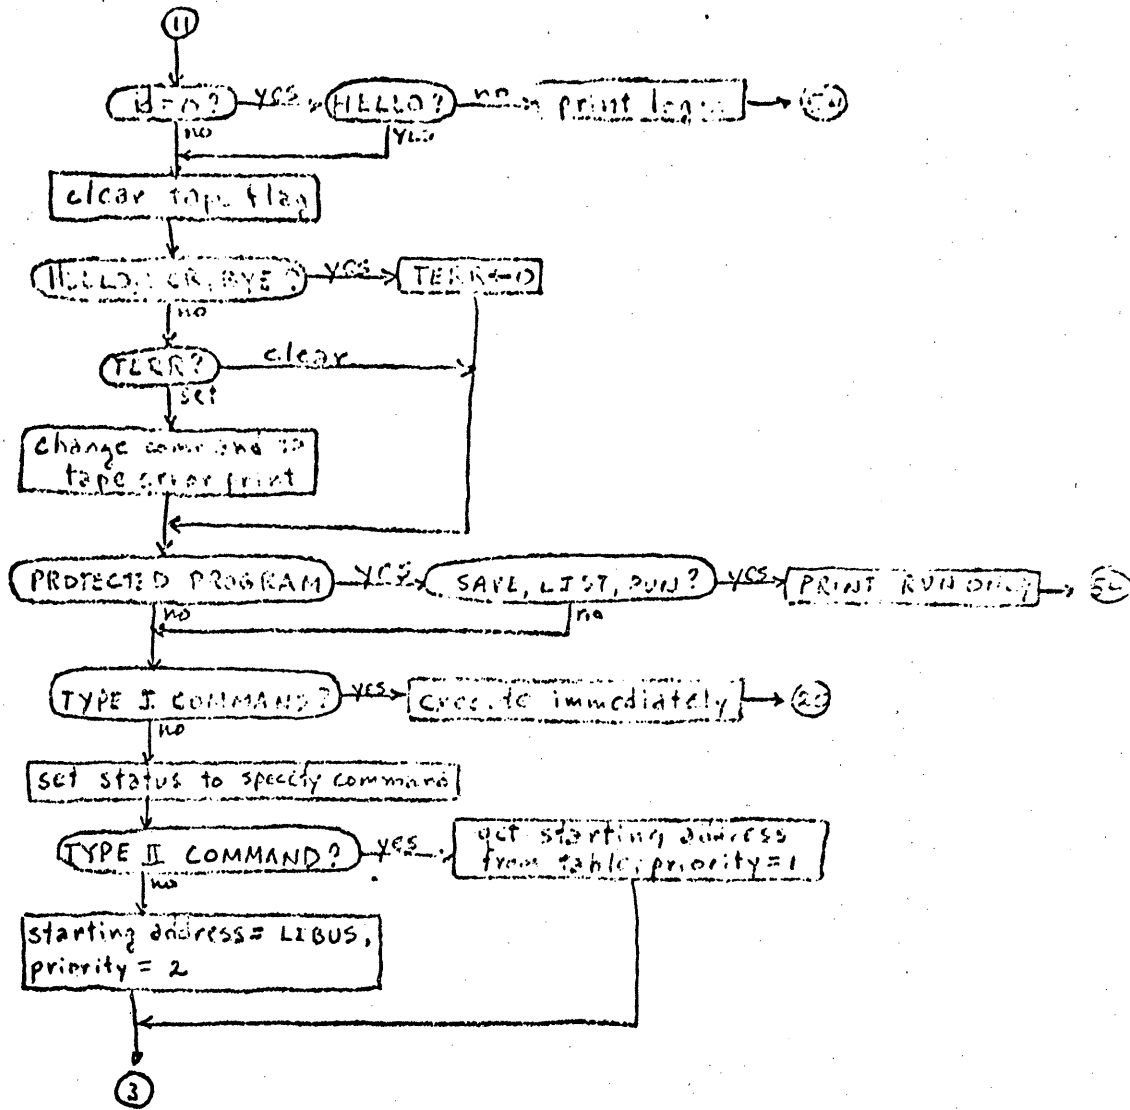 11
yes
HELLO?
no
print
no
yes
clear tape flag
BYE?
yes
TERR←0
no
TERR?
clear
set
change command to
tape error print
PROTECTED PROGRAM
yes
SAVE, LIST, PUN?
yes
PRINT RUN ONLY
no
no
TYPE I COMMAND?
yes
execute immediately
no
set status to specify command
TYPE II COMMAND?
yes
get starting address
from table, priority = 1
no
starting address = LIBUS,
priority = 2
3